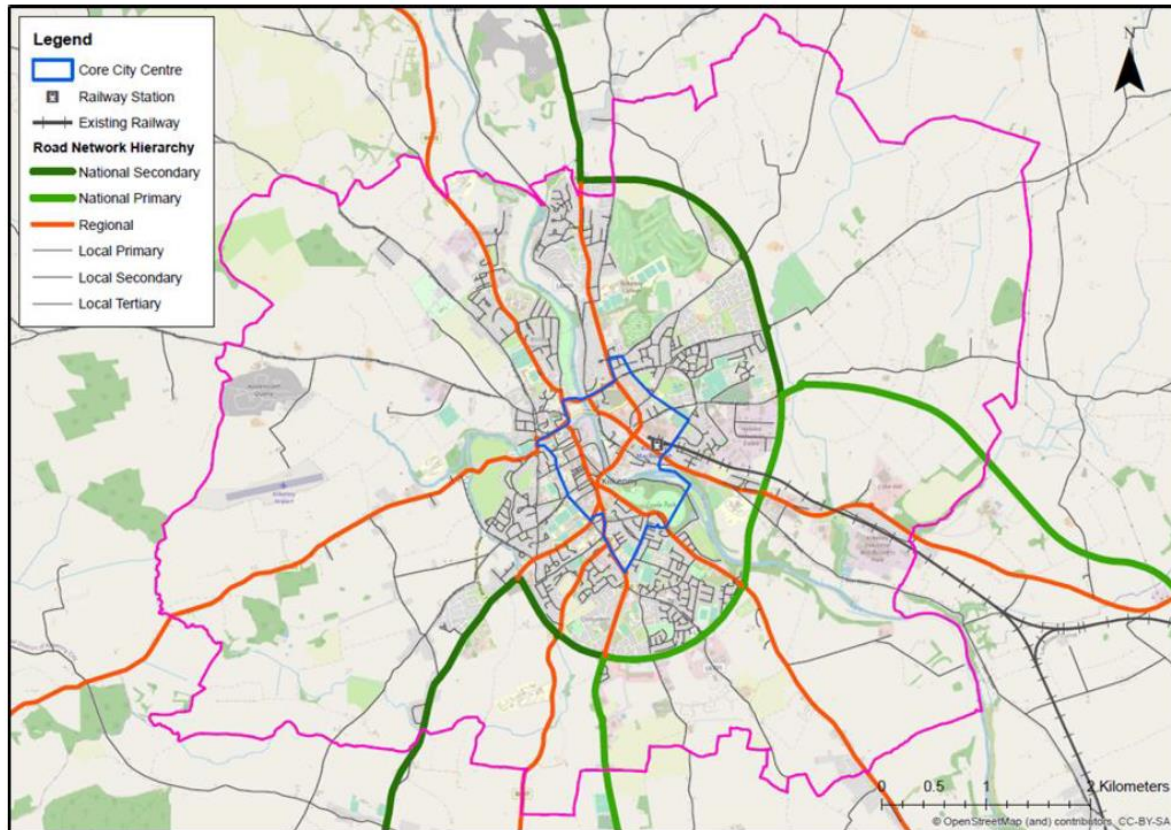 Legend
Core City Centre
Railway Station
Existing Railway
Road Network Hierarchy
National Secondary
National Primary
Regional
Local Primary
Local Secondary
Local Tertiary
N
0 0.5 1 2 Kilometers
© OpenStreetMap (and) contributors, CC-BY-SA